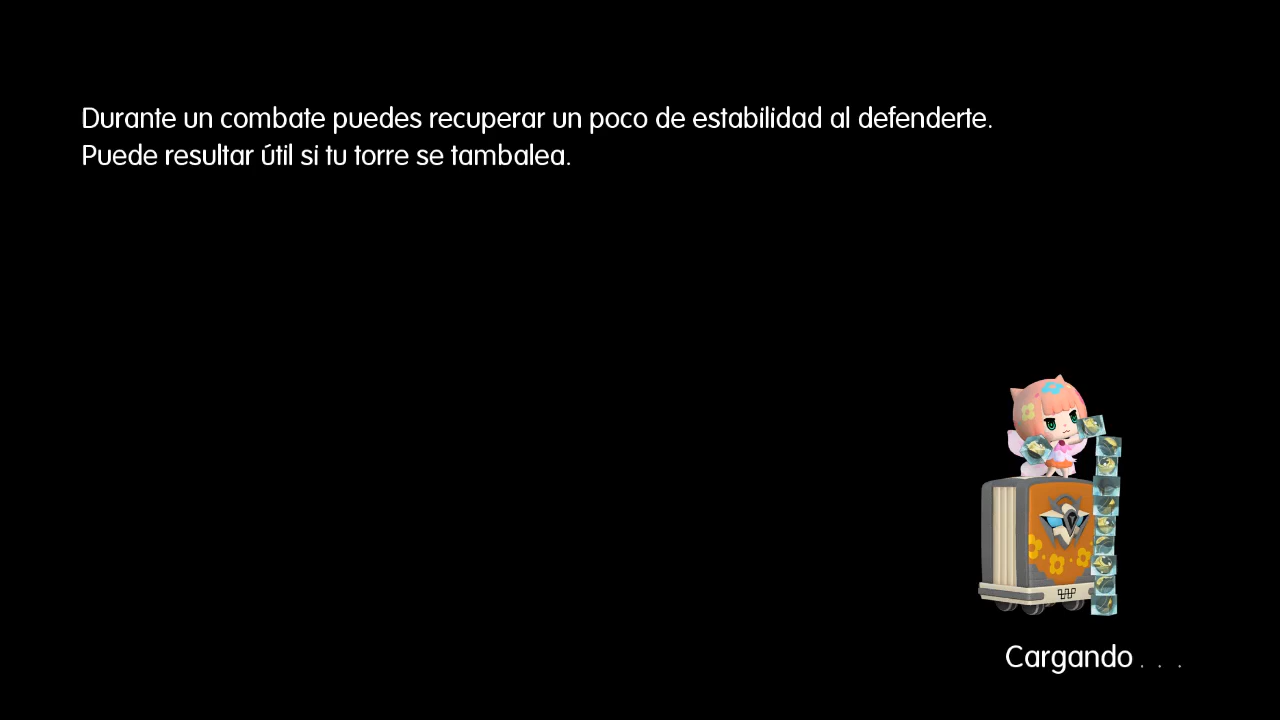 Durante un combate puedes recuperar un poco de estabilidad al defenderte.
Puede resultar útil si tu torre se tambalea.
Cargando . . .